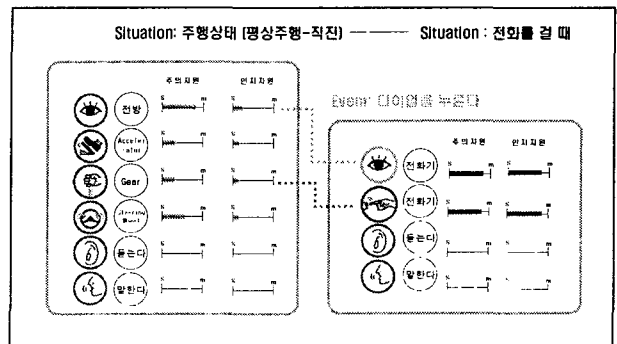 Situation: 주행상태 (평상주행-직진) ——— Situation : 전화를 걸 때
주의자원 인지자원
Event: 다이얼을 누른다
주의자원 인지자원
S m S m
전방
S m S m
전화기
S m S m
Acceler
-ator
S m S m
Gear
S m S m
전화기
S m S m
Steering
Wheel
S m S m
듣는다
S m S m
듣는다
S m S m
말한다
S m S m
말한다
S m S m